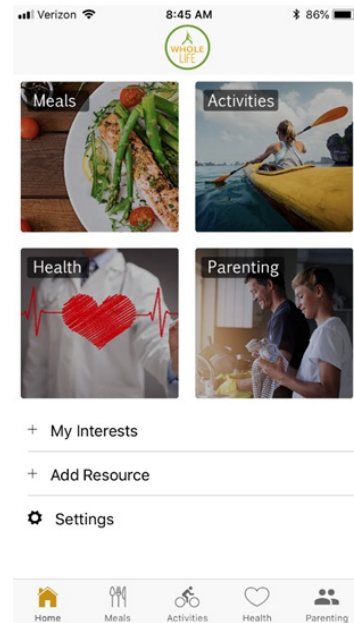 Verizon 8:45 AM 86%
WHOLE
LIFE
Meals Activities
Health Parenting
+ My Interests
+ Add Resource
Settings
Home Meals Activities Health Parenting